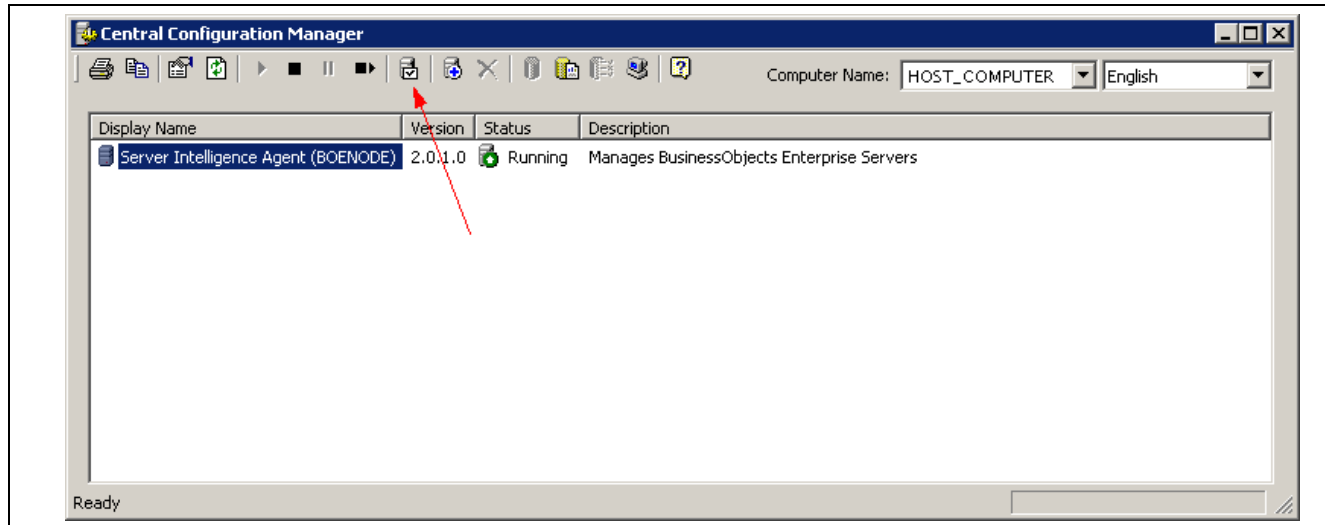 Central Configuration Manager
Computer Name: HOST_COMPUTER English
Display Name Version Status Description
Server Intelligence Agent (BOENODE) 2.0.1.0 Running Manages BusinessObjects Enterprise Servers
Ready